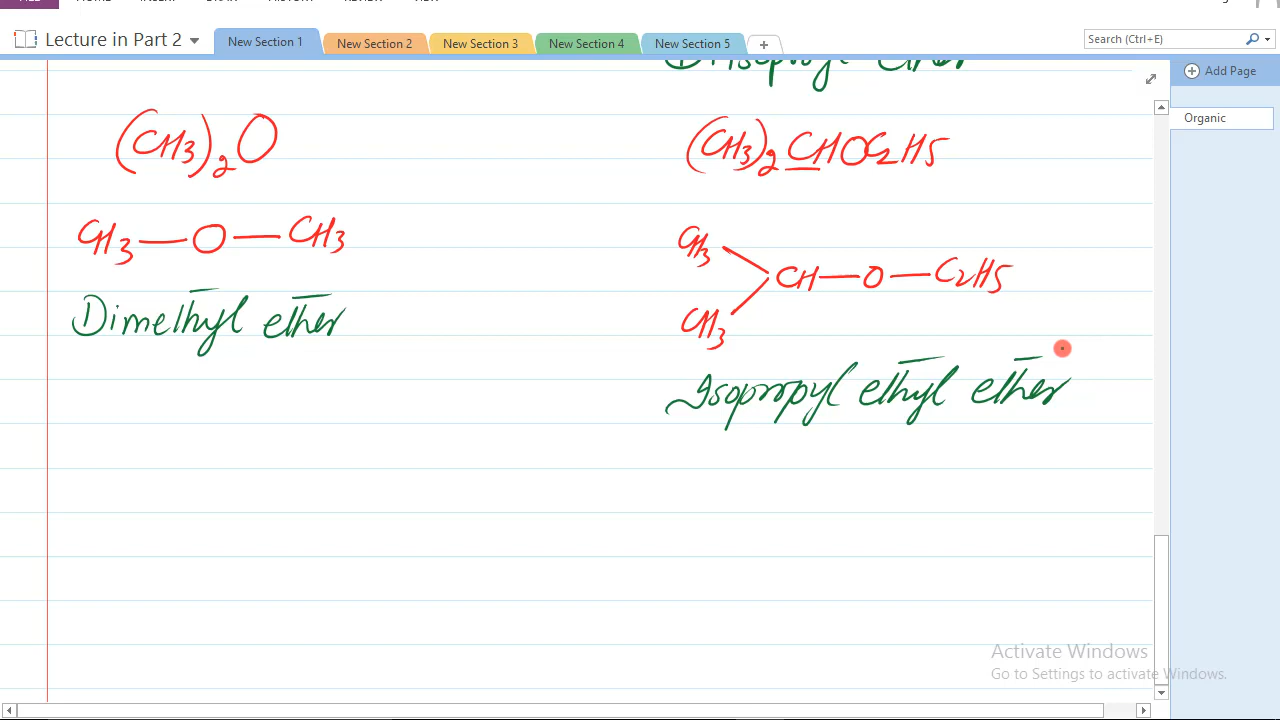 Lecture in Part 2
New Section 1
New Section 2
New Section 3
New Section 4
New Section 5
+
Search (Ctrl+E)
Add Page
Organic
(CH3)2O
CH3—O—CH3
Dimethyl ether
Diisopropyl ether
(CH3)2CHOC2H5
CH3
CH—O—C2H5
CH3
Isopropyl ethyl ether
Activate Windows
Go to Settings to activate Windows.